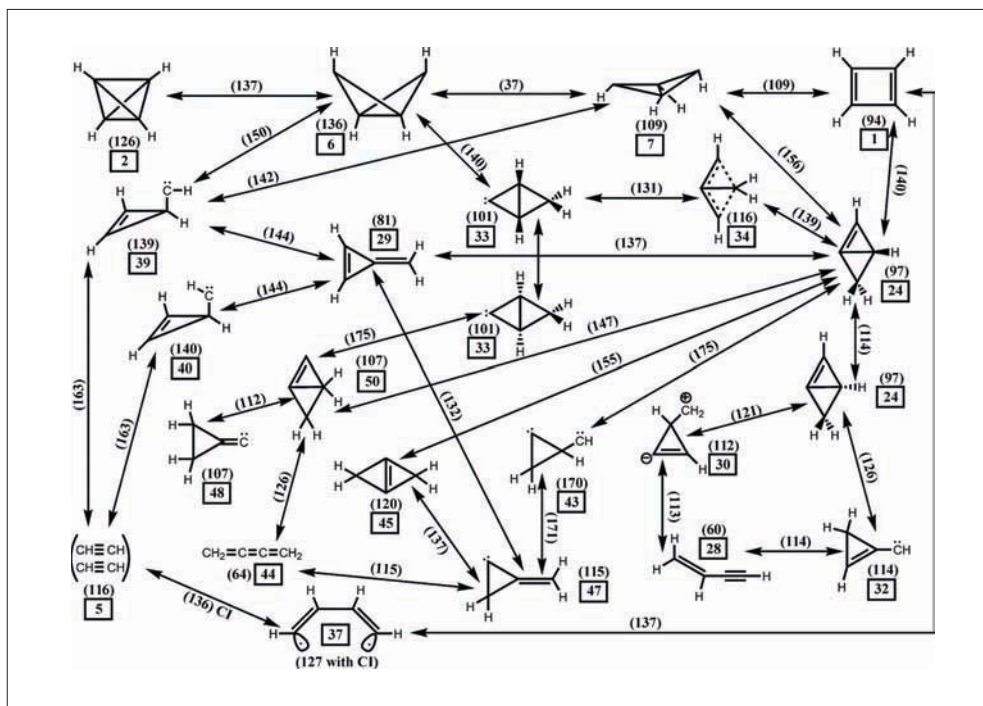 H H H H H H H
(137) (37) (109)
H H H H H H H
(126) (136) (109) (94)
2 6 7 1
(150) (142) (140) (156) (140)
C̈–H H H H H
H H (131) H
(144) (81) (101) (116) (139)
29 33 34
H H H H (137) H
(139) (97)
39 24
C̈H H H H
H (144) H (101) (147)
H 33 (114)
(140) (175) (155) (175)
40 (107) H (97)
50 24
(163) (163) (112) H (132) ⊕ CH₂ (121) H
H H H C̈ H H H CH (112)
(107) (126) H H H H ⊖ H 30 (126)
48 (120) (170)
45 43
(137) (171) (113) (60)
28
CH≡CH CH₂=C=C=CH₂ H (114) H C̈H
CH≡CH (64) 44 (115) H H (115) H H H (114)
(116) H 47 H 32
5 (136) CI H H
H 37 H (137)
(127 with CI)